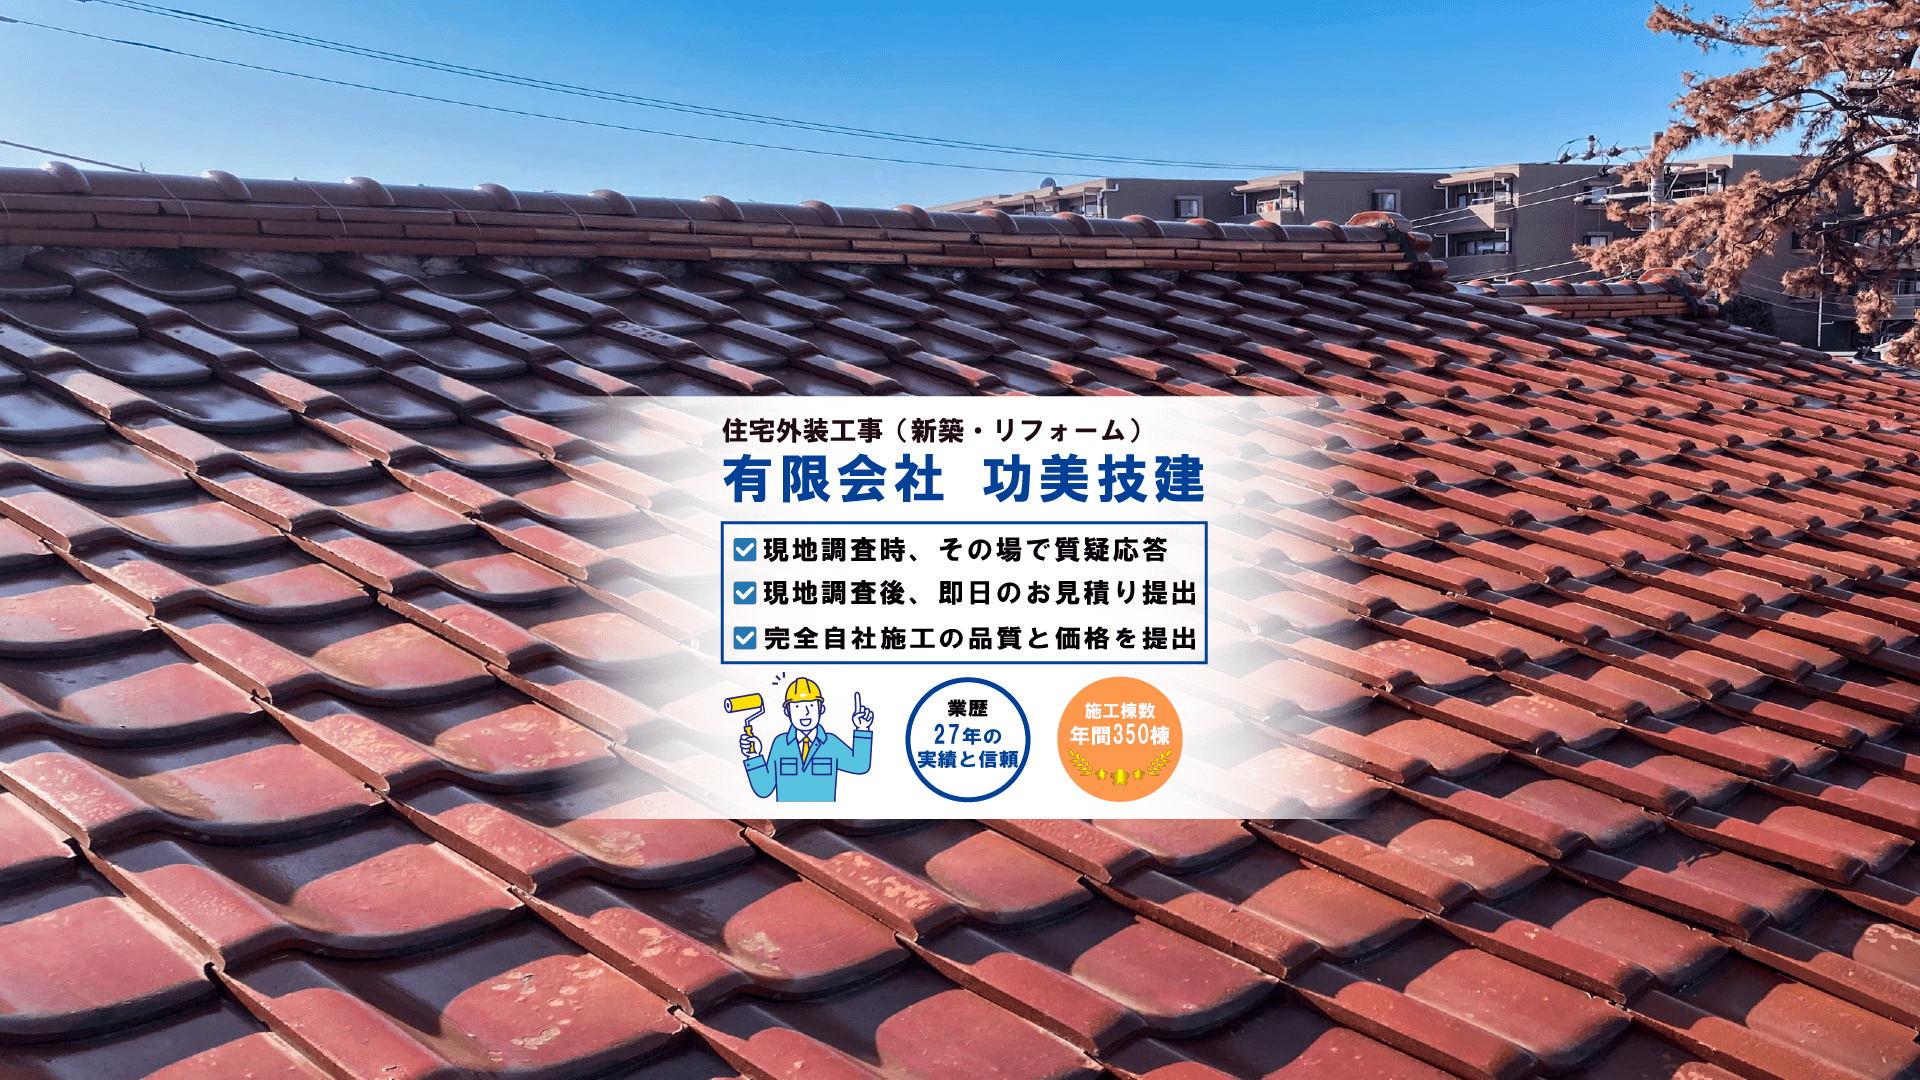 住宅外装工事（新築・リフォーム）
有限会社 功美技建
現地調査時、その場で質疑応答
現地調査後、即日のお見積り提出
完全自社施工の品質と価格を提出
業歴
27年の
実績と信頼
施工棟数
年間350棟